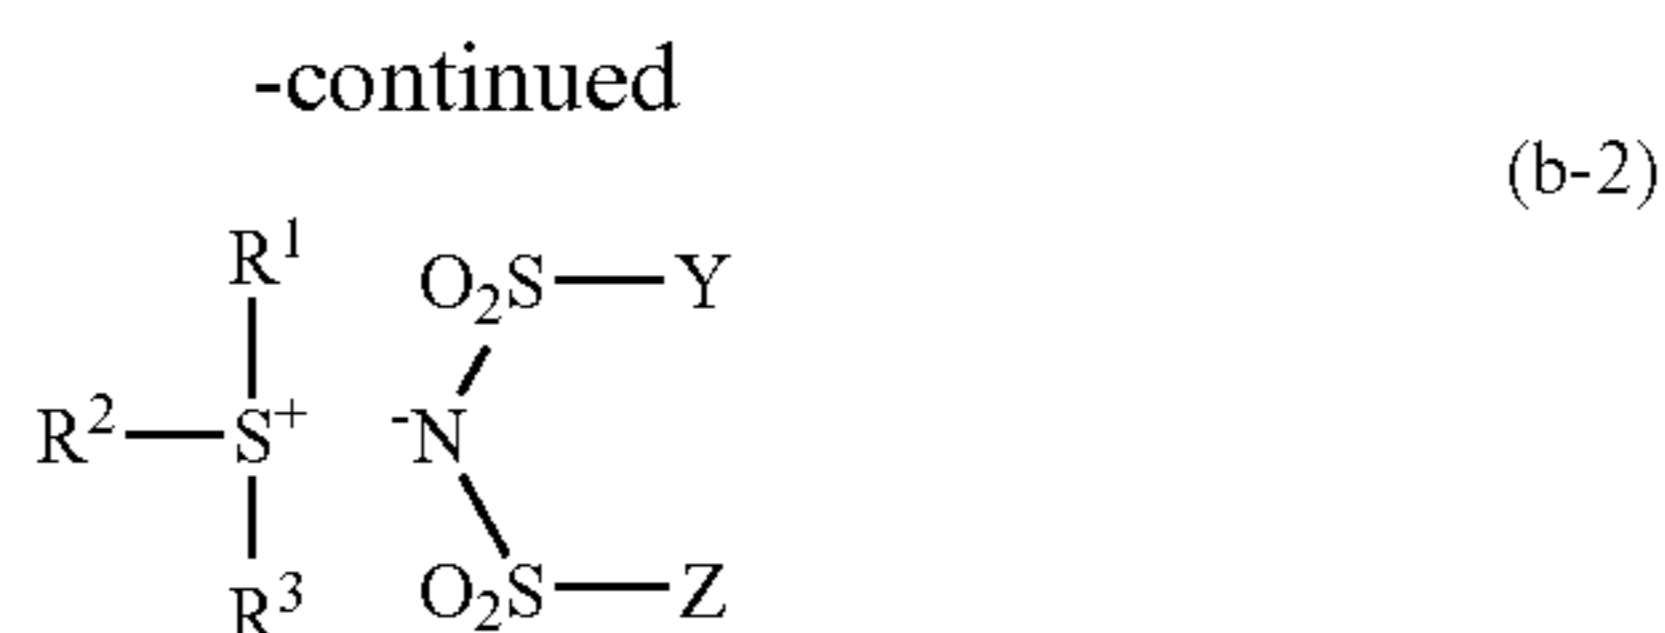 -continued
(b-2)
R¹
O₂S—Y
R²—S⁺ ⁻N
R³
O₂S—Z